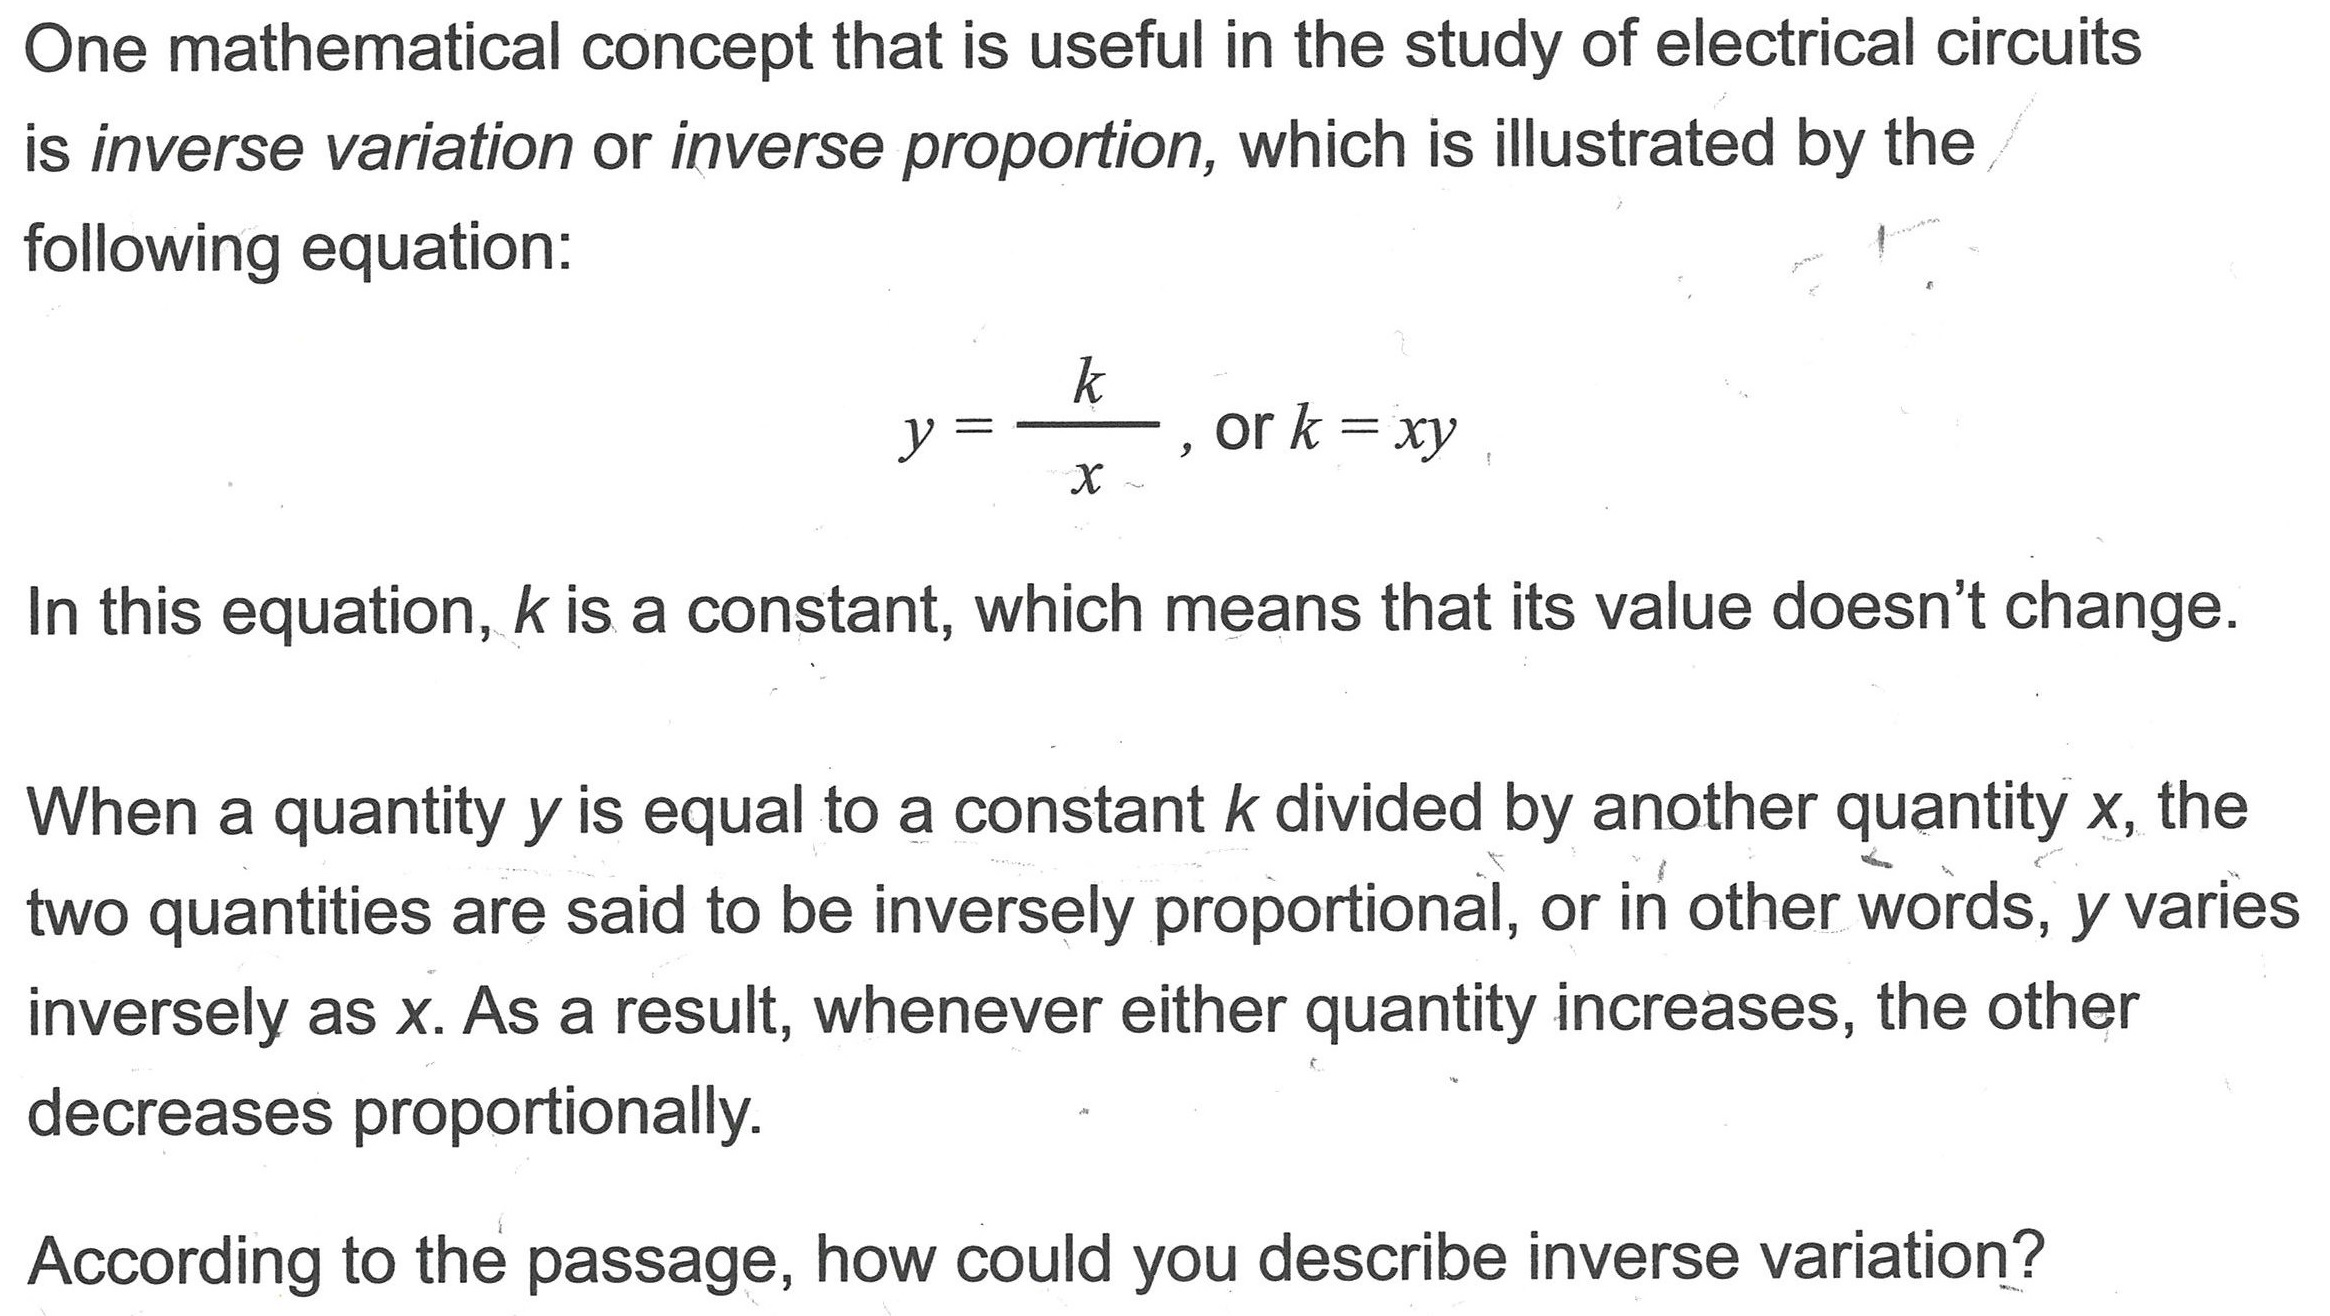 One mathematical concept that is useful in the study of electrical circuits
is inverse variation or inverse proportion, which is illustrated by the
following equation:
y = k/x , or k = xy
In this equation, k is a constant, which means that its value doesn't change.
When a quantity y is equal to a constant k divided by another quantity x, the
two quantities are said to be inversely proportional, or in other words, y varies
inversely as x. As a result, whenever either quantity increases, the other
decreases proportionally.
According to the passage, how could you describe inverse variation?